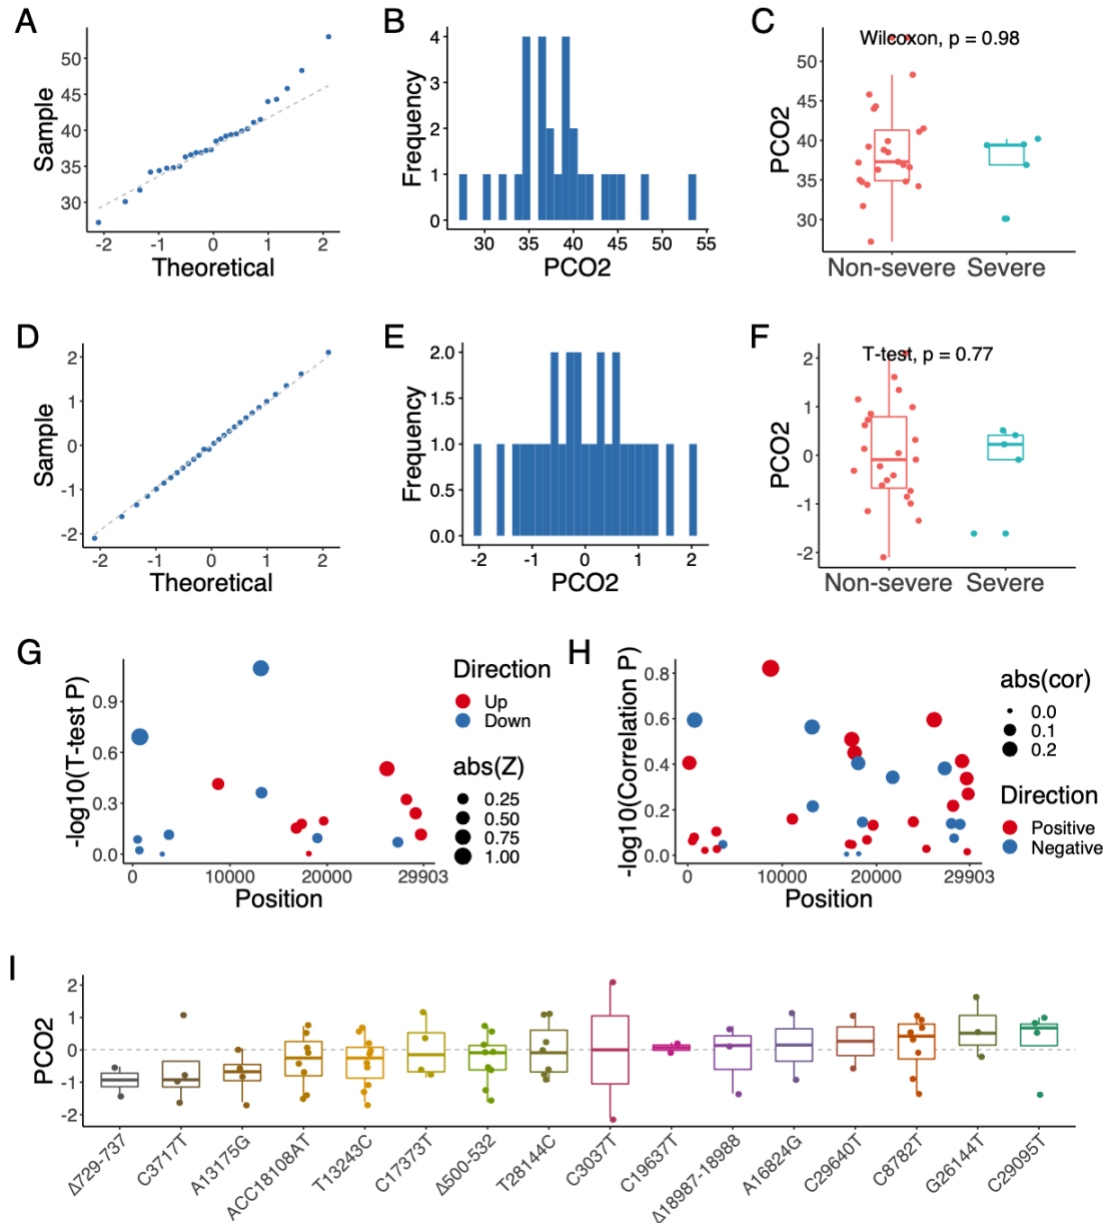 A
B
C
Sample
50
45
40
35
30
-2
-1
0
1
2
Theoretical
Frequency
4
3
2
1
0
30
35
40
45
50
55
PCO2
Wilcoxon, p = 0.98
PCO2
50
45
40
35
30
Non-severe
Severe
D
E
F
Sample
2
1
0
-1
-2
-2
-1
0
1
2
Theoretical
Frequency
2.0
1.5
1.0
0.5
0.0
-2
-1
0
1
2
PCO2
T-test, p = 0.77
PCO2
2
1
0
-1
-2
Non-severe
Severe
G
-log10(T-test P)
0.9
0.6
0.3
0.0
0
10000
20000
29903
Position
Direction
Up
Down
abs(Z)
0.25
0.50
0.75
1.00
H
-log10(Correlation P)
0.8
0.6
0.4
0.2
0.0
0
10000
20000
29903
Position
abs(cor)
0.0
0.1
0.2
Direction
Positive
Negative
I
PCO2
2
1
0
-1
-2
Δ729-737
C3717T
A13175G
ACC18108AT
T13243C
C17373T
Δ500-532
T28144C
C3037T
C19637T
Δ18987-18988
A16824G
C29640T
C8782T
G26144T
C29095T